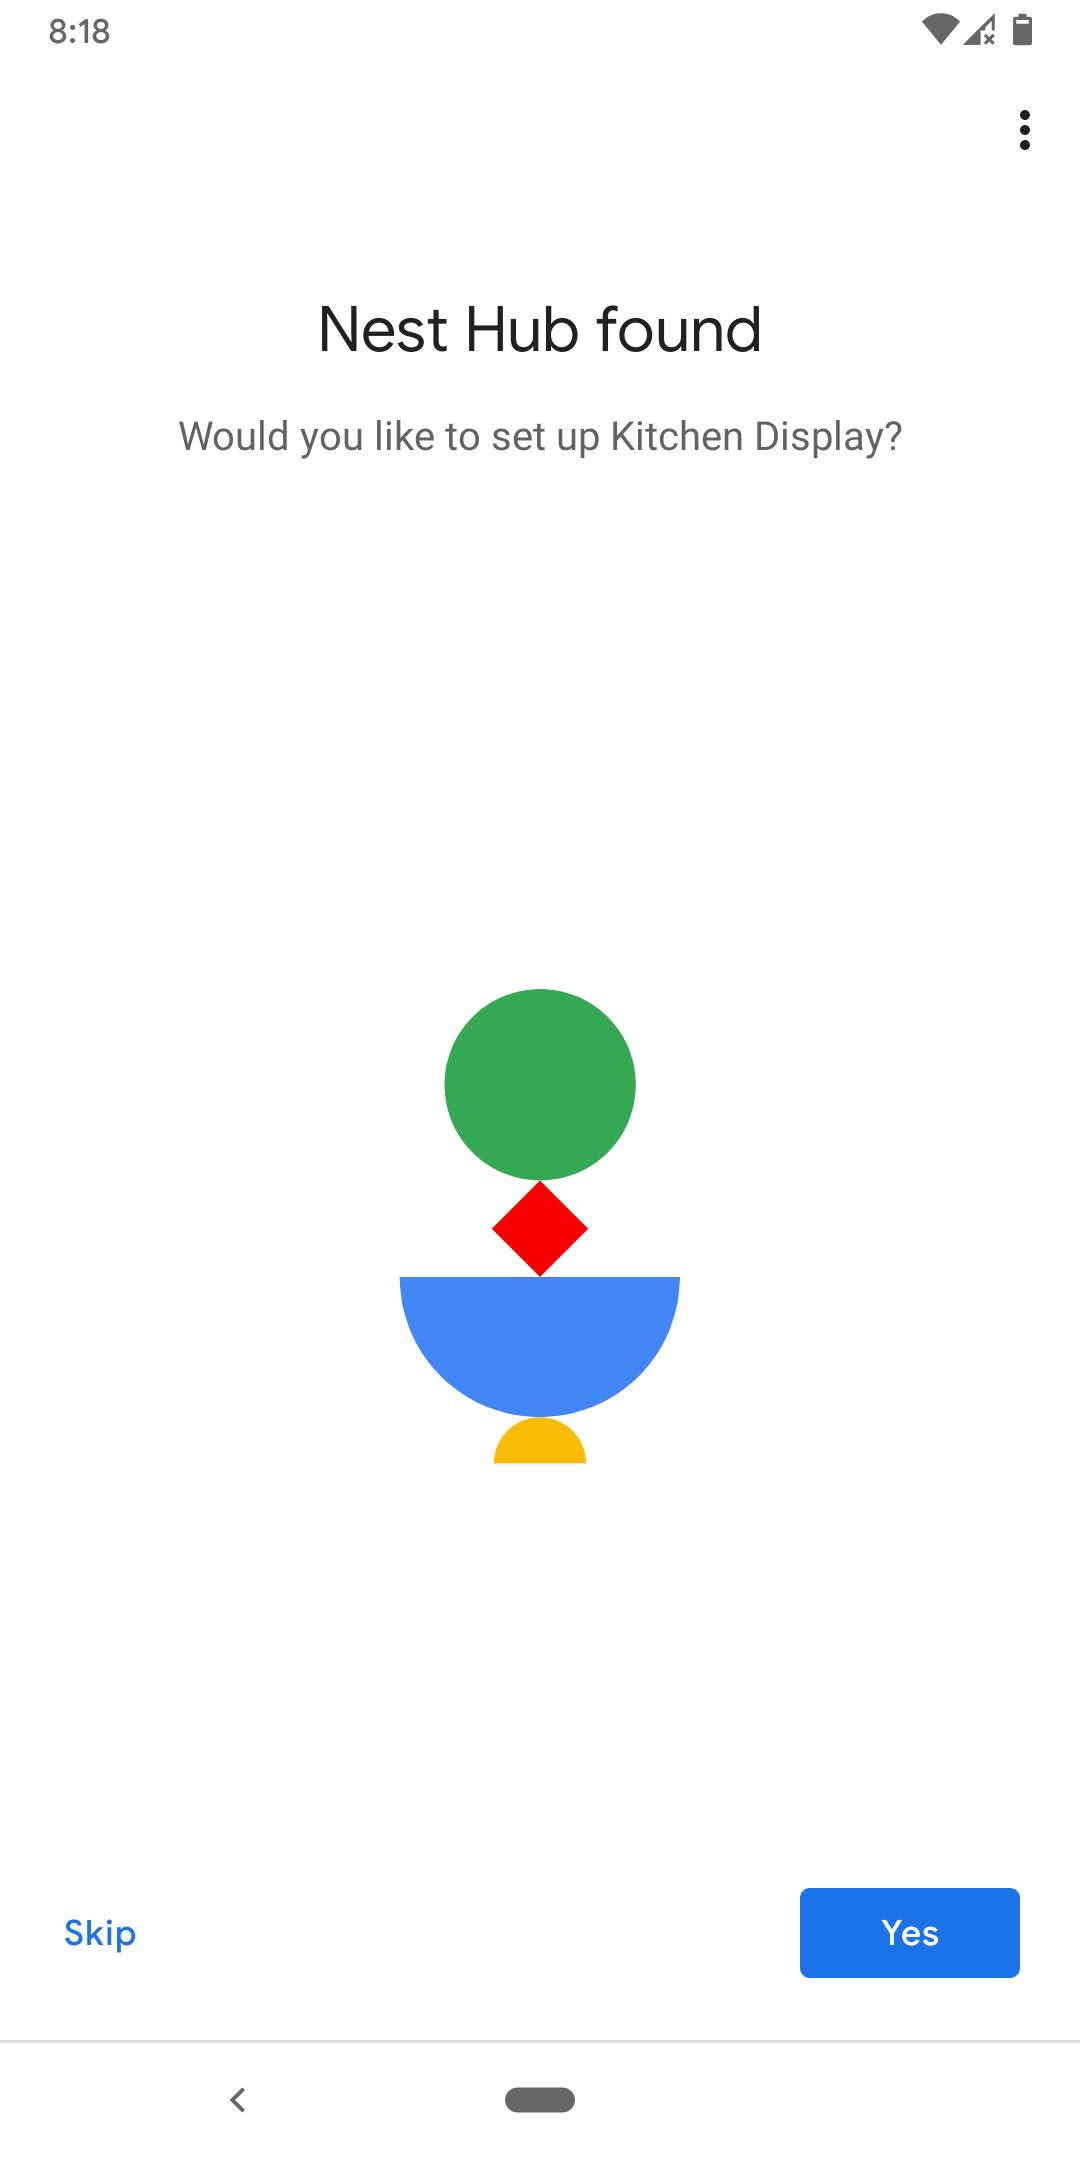 8:18
Nest Hub found
Would you like to set up Kitchen Display?
Skip
Yes